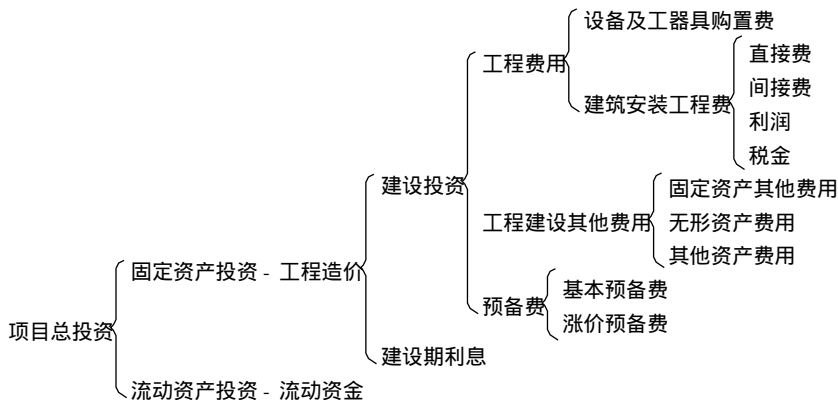 设备及工器具购置费
直接费
工程费用
间接费
建筑安装工程费
利润
税金
建设投资
固定资产其他费用
工程建设其他费用
无形资产费用
其他资产费用
固定资产投资 - 工程造价
基本预备费
预备费
涨价预备费
项目总投资
建设期利息
流动资产投资 - 流动资金